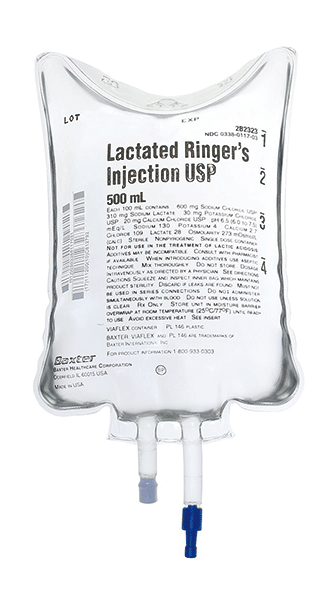 LOT EXP
2B2323
NDC 0338-0117-03
1
Lactated Ringer's
Injection USP
2
500 mL
EACH 100 mL CONTAINS 600 mg SODIUM CHLORIDE USP
310 mg SODIUM LACTATE 30 mg POTASSIUM CHLORIDE
USP 20 mg CALCIUM CHLORIDE USP pH 6.5 (6.0 TO 7.5)
3
mEq/L SODIUM 130 POTASSIUM 4 CALCIUM 2.7
CHLORIDE 109 LACTATE 28 OSMOLARITY 273 mOSMOL/L
(CALC) STERILE NONPYROGENIC SINGLE DOSE CONTAINER
NOT FOR USE IN THE TREATMENT OF LACTIC ACIDOSIS
ADDITIVES MAY BE INCOMPATIBLE CONSULT WITH PHARMACIST
IF AVAILABLE WHEN INTRODUCING ADDITIVES USE ASEPTIC
4
TECHNIQUE MIX THOROUGHLY DO NOT STORE DOSAGE
INTRAVENOUSLY AS DIRECTED BY A PHYSICIAN SEE DIRECTIONS
CAUTIONS SQUEEZE AND INSPECT INNER BAG WHICH MAINTAINS
PRODUCT STERILITY DISCARD IF LEAKS ARE FOUND MUST NOT
BE USED IN SERIES CONNECTIONS DO NOT ADMINISTER
SIMULTANEOUSLY WITH BLOOD DO NOT USE UNLESS SOLUTION
IS CLEAR RX ONLY STORE UNIT IN MOISTURE BARRIER
OVERWRAP AT ROOM TEMPERATURE (25°C/77°F) UNTIL READY
TO USE AVOID EXCESSIVE HEAT SEE INSERT
VIAFLEX CONTAINER PL 146 PLASTIC
BAXTER VIAFLEX AND PL 146 ARE TRADEMARKS OF
BAXTER INTERNATIONAL INC
FOR PRODUCT INFORMATION 1-800-933-0303
Baxter
BAXTER HEALTHCARE CORPORATION
DEERFIELD IL 60015 USA
MADE IN USA